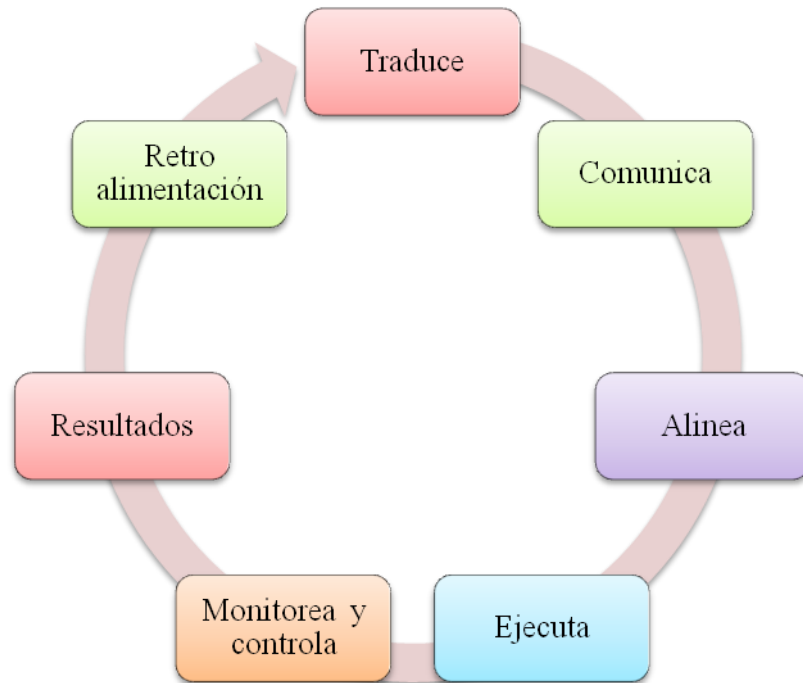 Traduce
Comunica
Alinea
Ejecuta
Monitorea y
controla
Resultados
Retro
alimentación